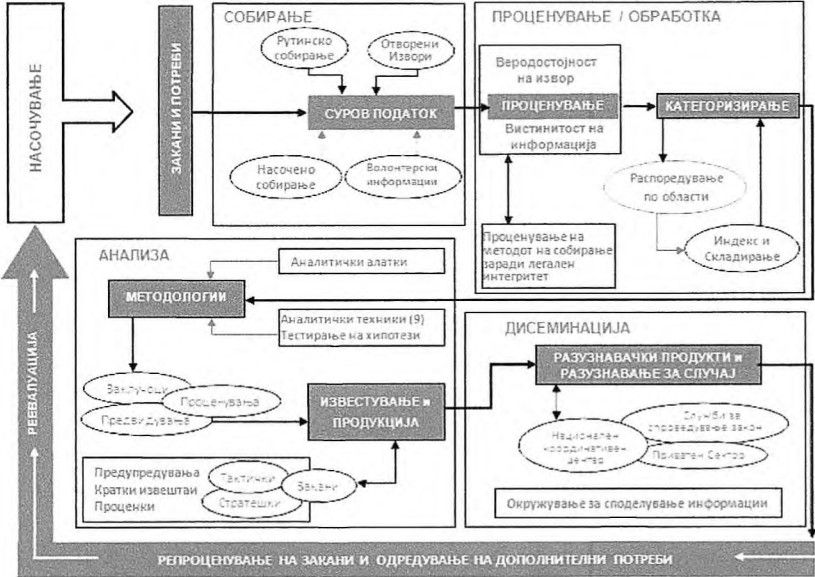 НАСОЧУВАЊЕ
ЗАКАНИ И ПОТРЕБИ
СОБИРАЊЕ
Рутинско
собирање
Отворени
Извори
СУРОВ ПОДАТОК
Насочено
собирање
Волонтерски
информации
ПРОЦЕНУВАЊЕ / ОБРАБОТКА
Веродостојност
на извор
ПРОЦЕНУВАЊЕ
Вистинитост на
информација
КАТЕГОРИЗИРАЊЕ
Распоредување
по области
Индекс и
Складирање
Проценување на
методот на собирање
заради легален
интегритет
АНАЛИЗА
Аналитички алатки
МЕТОДОЛОГИИ
Аналитички техники (9)
Тестирање на хипотези
Заклучоци
Проценувања
Предвидувања
ИЗВЕСТУВАЊЕ и
ПРОДУКЦИЈА
Предупредувања
Кратки извештаи
Проценки
Тактички
Стратешки
Закани
ДИСЕМИНАЦИЈА
РАЗУЗНАВАЧКИ ПРОДУКТИ и
РАЗУЗНАВАЊЕ ЗА СЛУЧАЈ
Национален
координативен
центар
Служби за
спроведување закон
Приватен Сектор
Окружување за споделување информации
РЕЕВАЛУАЦИЈА
РЕПРОЦЕНУВАЊЕ НА ЗАКАНИ И ОДРЕДУВАЊЕ НА ДОПОЛНИТЕЛНИ ПОТРЕБИ